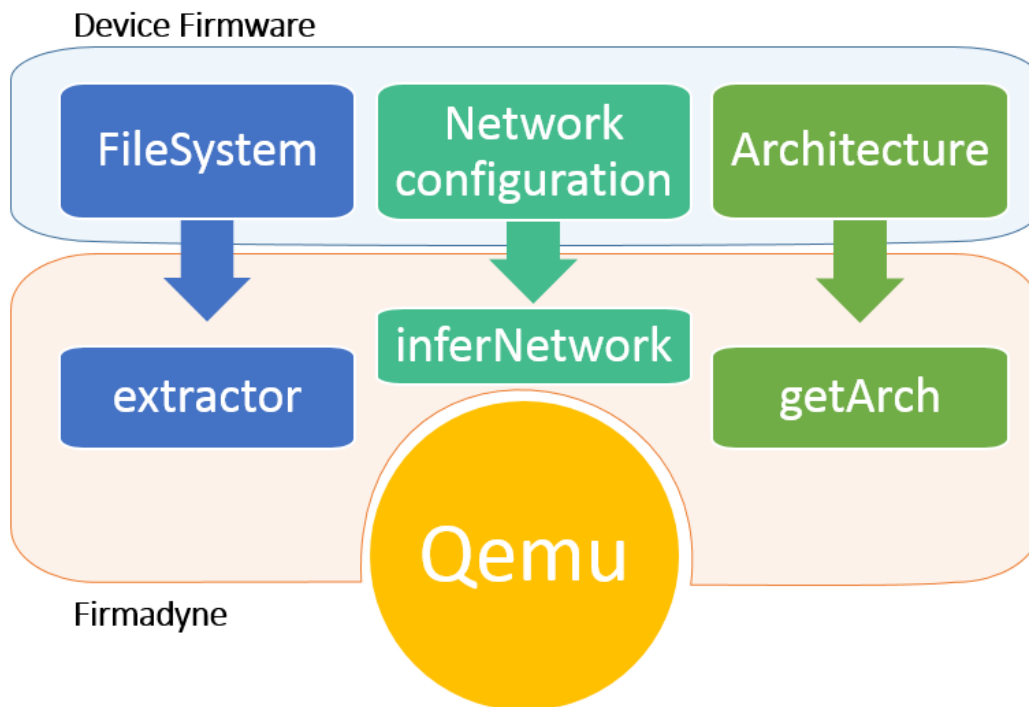 Device Firmware
FileSystem
Network
configuration
Architecture
extractor
inferNetwork
getArch
Qemu
Firmadyne